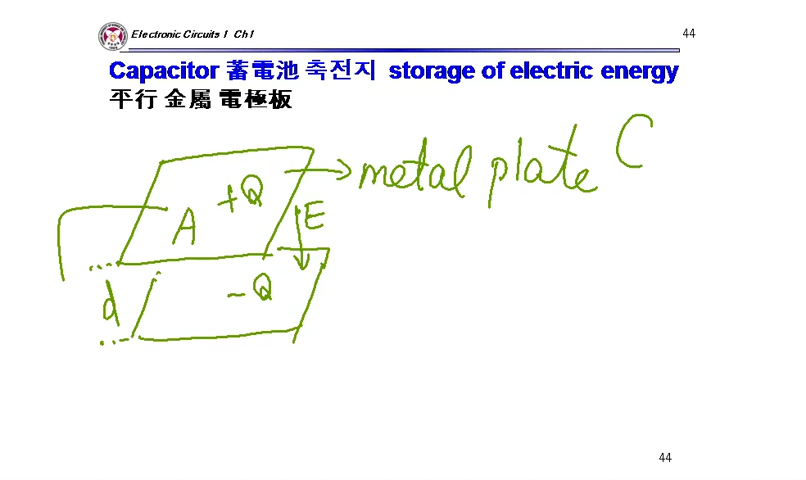 Electronic Circuits 1 Ch1
44
Capacitor 蓄電池 축전지 storage of electric energy
平行 金屬 電極板
metal plate C
+Q
A
E
-Q
d
44